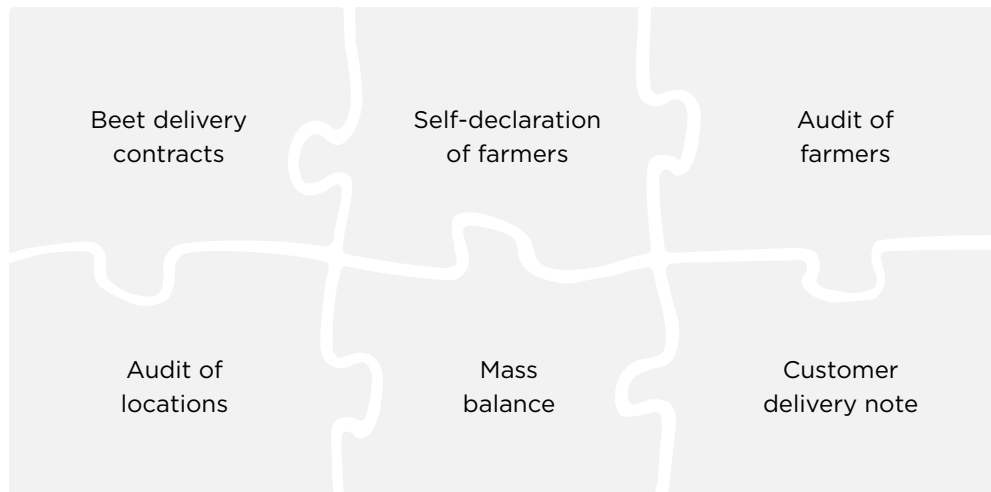 Beet delivery
contracts
Self-declaration
of farmers
Audit of
farmers
Audit of
locations
Mass
balance
Customer
delivery note